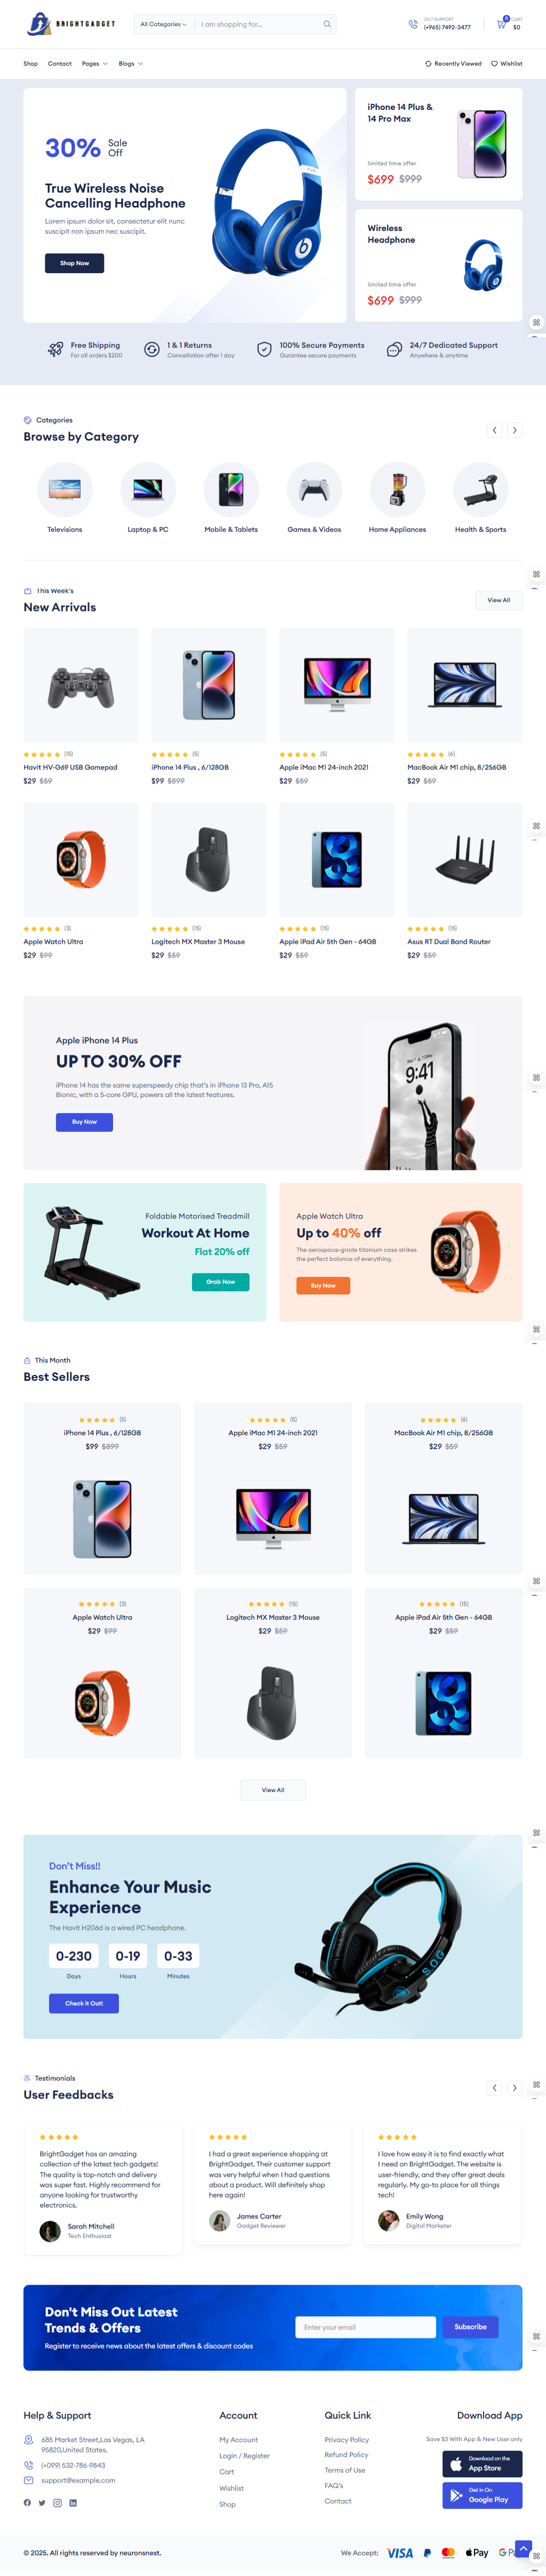 BRIGHTGADGET
All Categories
I am shopping for...
24/7 SUPPORT
(+965) 7492-3477
0
CART
$0
Shop
Contact
Pages
Blogs
Recently Viewed
Wishlist
30% Sale Off
True Wireless Noise
Cancelling Headphone
Lorem ipsum dolor sit, consectetur elit nunc
suscipit non ipsum nec suscipit.
Shop Now
iPhone 14 Plus &
14 Pro Max
limited time offer
$699 $999
Wireless
Headphone
limited time offer
$699 $999
Free Shipping
For all orders $200
1 & 1 Returns
Cancellation after 1 day
100% Secure Payments
Gurantee secure payments
24/7 Dedicated Support
Anywhere & anytime
Categories
Browse by Category
Televisions
Laptop & PC
Mobile & Tablets
Games & Videos
Home Appliances
Health & Sports
This Week's
New Arrivals
View All
(15)
Havit HV-G69 USB Gamepad
$29 $59
(5)
iPhone 14 Plus , 6/128GB
$99 $899
(5)
Apple iMac M1 24-inch 2021
$29 $59
(6)
MacBook Air M1 chip, 8/256GB
$29 $59
(3)
Apple Watch Ultra
$29 $99
(15)
Logitech MX Master 3 Mouse
$29 $59
(15)
Apple iPad Air 5th Gen - 64GB
$29 $59
(15)
Asus RT Dual Band Router
$29 $59
Apple iPhone 14 Plus
UP TO 30% OFF
iPhone 14 has the same superspeedy chip that's in iPhone 13 Pro, A15
Bionic, with a 5-core GPU, powers all the latest features.
Buy Now
9:41
Foldable Motorised Treadmill
Workout At Home
Flat 20% off
Grab Now
Apple Watch Ultra
Up to 40% off
The aerospace-grade titanium case strikes
the perfect balance of everything.
Buy Now
This Month
Best Sellers
(5)
iPhone 14 Plus , 6/128GB
$99 $899
(5)
Apple iMac M1 24-inch 2021
$29 $59
(6)
MacBook Air M1 chip, 8/256GB
$29 $59
(3)
Apple Watch Ultra
$29 $99
(15)
Logitech MX Master 3 Mouse
$29 $59
(15)
Apple iPad Air 5th Gen - 64GB
$29 $59
View All
Don't Miss!!
Enhance Your Music
Experience
The Havit H206d is a wired PC headphone.
0-230
Days
0-19
Hours
0-33
Minutes
Check it Out!
Testimonials
User Feedbacks
BrightGadget has an amazing
collection of the latest tech gadgets!
The quality is top-notch and delivery
was super fast. Highly recommend for
anyone looking for trustworthy
electronics.
Sarah Mitchell
Tech Enthusiast
I had a great experience shopping at
BrightGadget. Their customer support
was very helpful when I had questions
about a product. Will definitely shop
here again!
James Carter
Gadget Reviewer
I love how easy it is to find exactly what
I need on BrightGadget. The website is
user-friendly, and they offer great deals
regularly. My go-to place for all things
tech!
Emily Wong
Digital Marketer
Don't Miss Out Latest
Trends & Offers
Register to receive news about the latest offers & discount codes
Enter your email
Subscribe
Help & Support
685 Market Street,Las Vegas, LA
95820,United States.
(+099) 532-786-9843
support@example.com
Account
My Account
Login / Register
Cart
Wishlist
Shop
Quick Link
Privacy Policy
Refund Policy
Terms of Use
FAQ's
Contact
Download App
Save $3 With App & New User only
Download on the
App Store
Get in On
Google Play
© 2025. All rights reserved by neuronsnest.
We Accept:
VISA
Pay